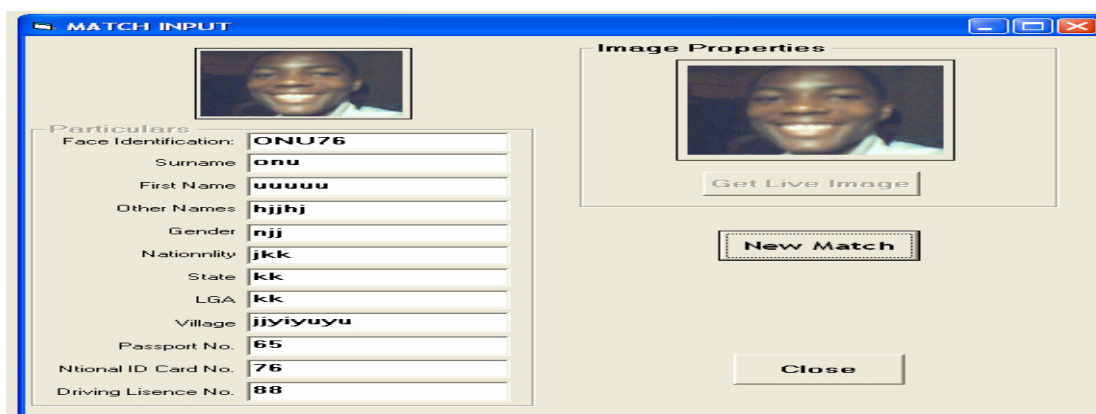 MATCH INPUT
Particulars
Face Identification: ONU76
Surname onu
First Name uuuuu
Other Names hjjhj
Gender njj
Nationnlity jkk
State kk
LGA kk
Village jjyiyuyu
Passport No. 65
Ntional ID Card No. 76
Driving Lisence No. 88
Image Properties
Get Live Image
New Match
Close